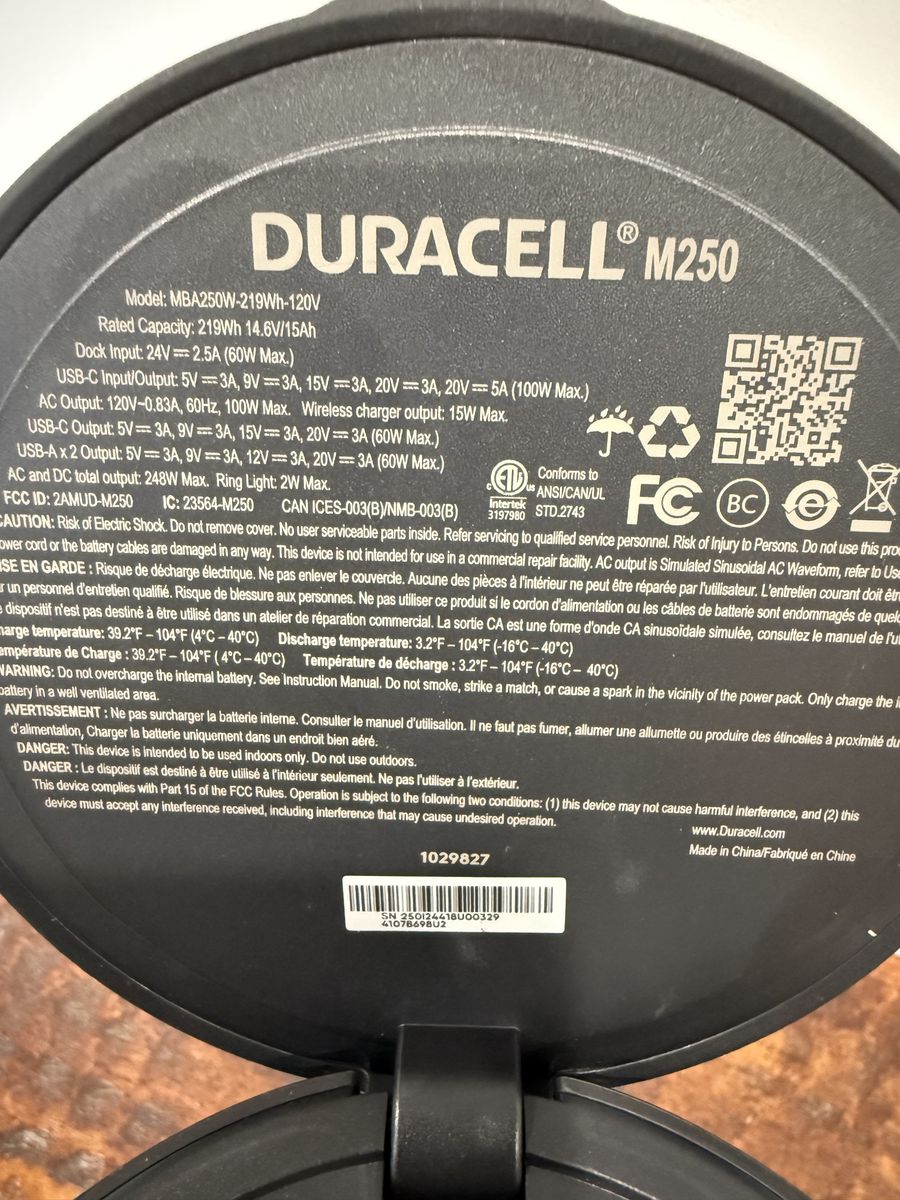 DURACELL® M250
Model: MBA250W-219Wh-120V
Rated Capacity: 219Wh 14.6V/15Ah
Dock Input: 24V⎓2.5A (60W Max.)
USB-C Input/Output: 5V⎓3A, 9V⎓3A, 15V⎓3A, 20V⎓3A, 20V⎓5A (100W Max.)
AC Output: 120V~0.83A, 60Hz, 100W Max. Wireless charger output: 15W Max.
USB-C Output: 5V⎓3A, 9V⎓3A, 15V⎓3A, 20V⎓3A (60W Max.)
USB-A x 2 Output: 5V⎓3A, 9V⎓3A, 12V⎓3A, 20V⎓3A (60W Max.)
AC and DC total output: 248W Max. Ring Light: 2W Max.
FCC ID: 2AMUD-M250 IC: 23564-M250 CAN ICES-003(B)/NMB-003(B)
ETL
Intertek
3197980
Conforms to
ANSI/CAN/UL
STD.2743
FC
BC
CAUTION: Risk of Electric Shock. Do not remove cover. No user serviceable parts inside. Refer servicing to qualified service personnel. Risk of Injury to Persons. Do not use this
cord or the battery cables are damaged in any way. This device is not intended for use in a commercial repair facility. AC output is Simulated Sinusoidal AC Waveform, refer to
EN GARDE : Risque de décharge électrique. Ne pas enlever le couvercle. Aucune des pièces à l'intérieur ne peut être réparée par l'utilisateur. L'entretien courant doit
un personnel d'entretien qualifié. Risque de blessure aux personnes. Ne pas utiliser ce produit si le cordon d'alimentation ou les câbles de batterie sont endommagés de
dispositif n'est pas destiné à être utilisé dans un atelier de réparation commercial. La sortie CA est une forme d'onde CA sinusoïdale simulée, consultez le manuel de
temperature: 39.2°F – 104°F (4°C – 40°C) Discharge temperature: 3.2°F – 104°F (-16°C – 40°C)
de Charge : 39.2°F – 104°F ( 4°C – 40°C) Température de décharge : 3.2°F – 104°F (-16°C – 40°C)
WARNING: Do not overcharge the internal battery. See Instruction Manual. Do not smoke, strike a match, or cause a spark in the vicinity of the power pack. Only charge the
battery in a well ventilated area.
AVERTISSEMENT : Ne pas surcharger la batterie interne. Consulter le manuel d'utilisation. Il ne faut pas fumer, allumer une allumette ou produire des étincelles à proximité du
d'alimentation, Charger la batterie uniquement dans un endroit bien aéré.
DANGER: This device is intended to be used indoors only. Do not use outdoors.
DANGER : Le dispositif est destiné à être utilisé à l'intérieur seulement. Ne pas l'utiliser à l'extérieur.
This device complies with Part 15 of the FCC Rules. Operation is subject to the following two conditions: (1) this device may not cause harmful interference, and (2) this
device must accept any interference received, including interference that may cause undesired operation.
www.Duracell.com
Made in China/Fabriqué en Chine
1029827
SN 250I24418U00329
4107B698U2